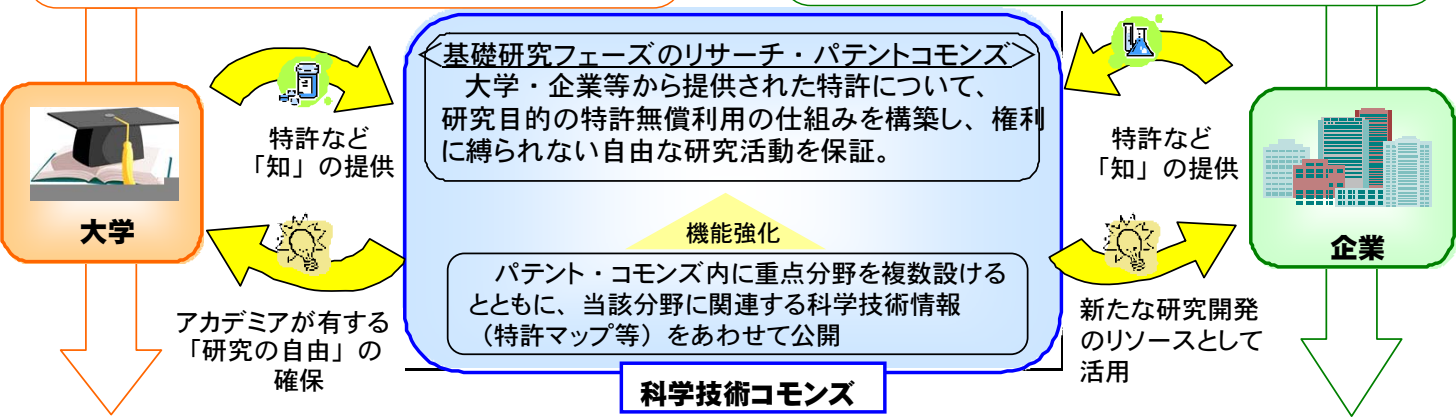 <基礎研究フェーズのリサーチ・パテントコモンズ>
大学・企業等から提供された特許について、
研究目的の特許無償利用の仕組みを構築し、権利
に縛られない自由な研究活動を保証。
特許など
「知」の提供
特許など
「知」の提供
大学
企業
機能強化
パテント・コモンズ内に重点分野を複数設ける
とともに、当該分野に関連する科学技術情報
（特許マップ等）をあわせて公開
アカデミアが有する
「研究の自由」の
確保
新たな研究開発
のリソースとして
活用
科学技術コモンズ